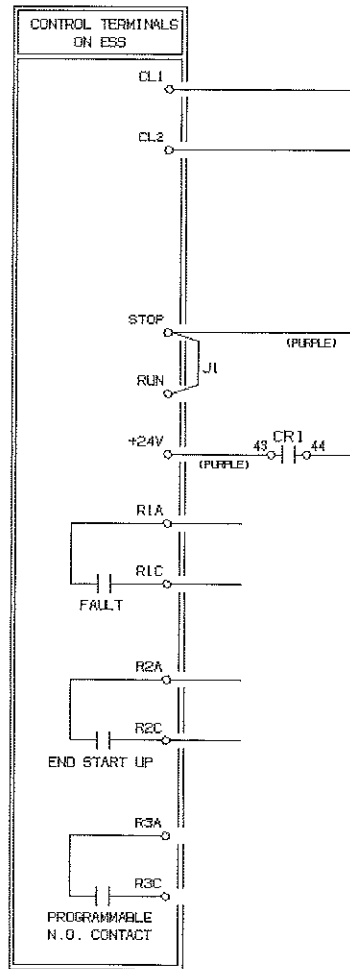 CONTROL TERMINALS
ON ESS
CL1
CL2
STOP
(PURPLE)
J1
RUN
+24V
(PURPLE)
43 CR1 44
R1A
R1C
FAULT
R2A
R2C
END START UP
R3A
R3C
PROGRAMMABLE
N.O. CONTACT